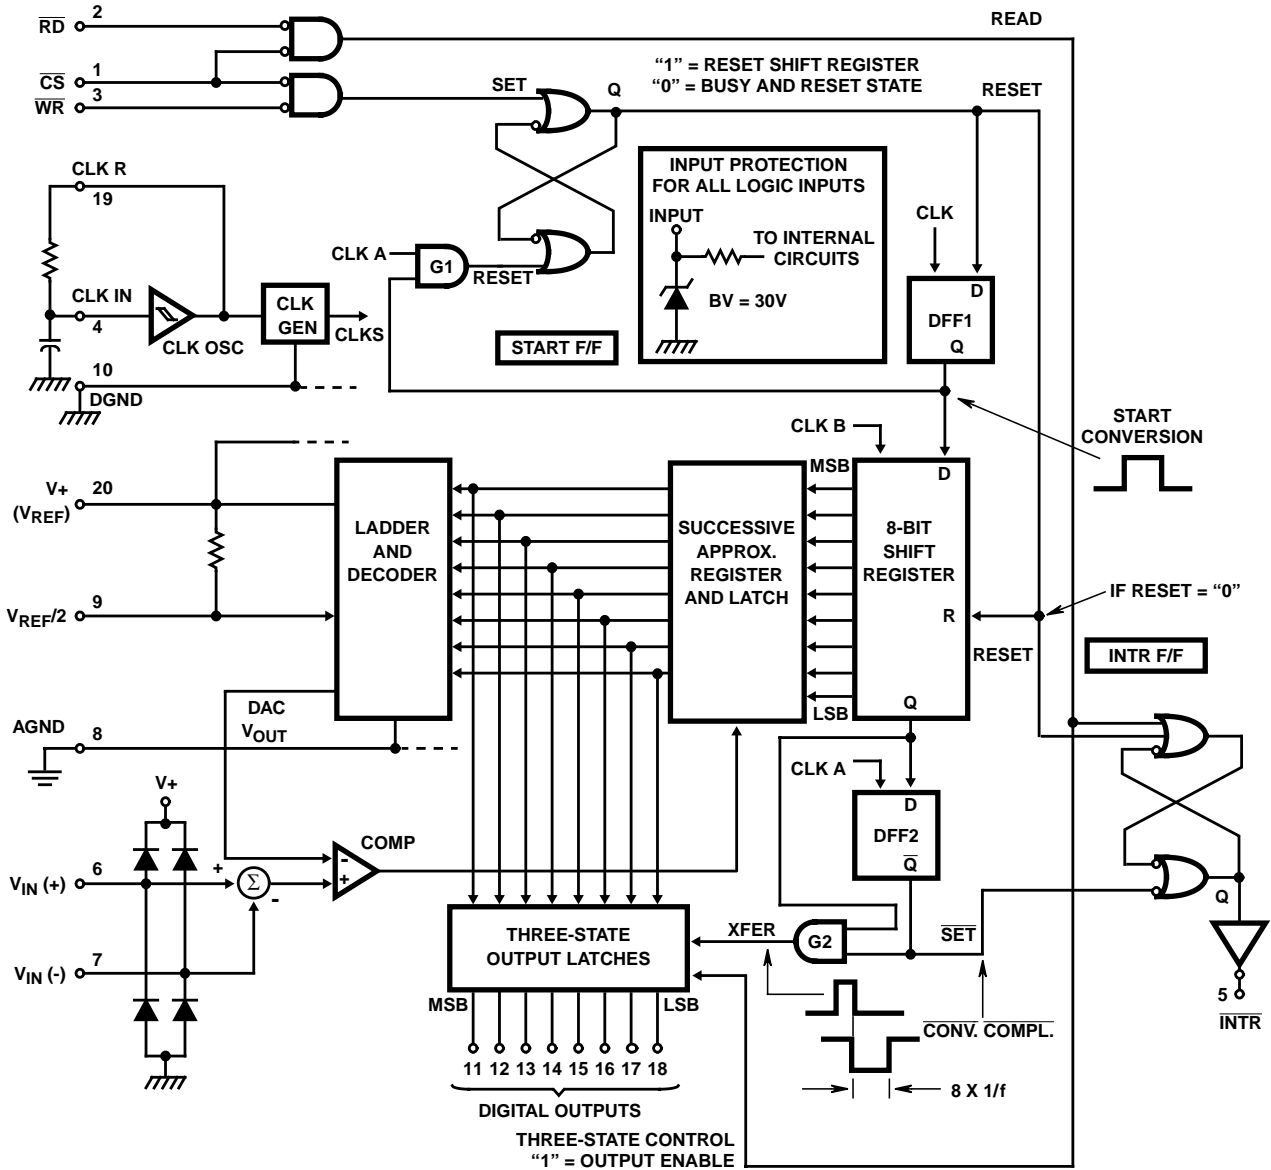 RD
2
READ
CS
1
WR
3
SET
Q
"1" = RESET SHIFT REGISTER
"0" = BUSY AND RESET STATE
RESET
INPUT PROTECTION
FOR ALL LOGIC INPUTS
INPUT
TO INTERNAL
CIRCUITS
BV = 30V
CLK R
19
CLK A
G1
RESET
CLK
D
DFF1
Q
CLK IN
4
CLK OSC
CLK
GEN
CLKS
START F/F
10
DGND
START
CONVERSION
CLK B
V+
(VREF)
20
LADDER
AND
DECODER
MSB
SUCCESSIVE
APPROX.
REGISTER
AND LATCH
D
8-BIT
SHIFT
REGISTER
R
Q
LSB
VREF/2
9
IF RESET = "0"
RESET
INTR F/F
DAC
VOUT
AGND
8
CLK A
D
DFF2
Q
V+
COMP
-
+
VIN (+)
6
+
Σ
-
VIN (-)
7
THREE-STATE
OUTPUT LATCHES
XFER
G2
SET
Q
5
INTR
MSB
LSB
CONV. COMPL.
11 12 13 14 15 16 17 18
8 X 1/f
DIGITAL OUTPUTS
THREE-STATE CONTROL
"1" = OUTPUT ENABLE